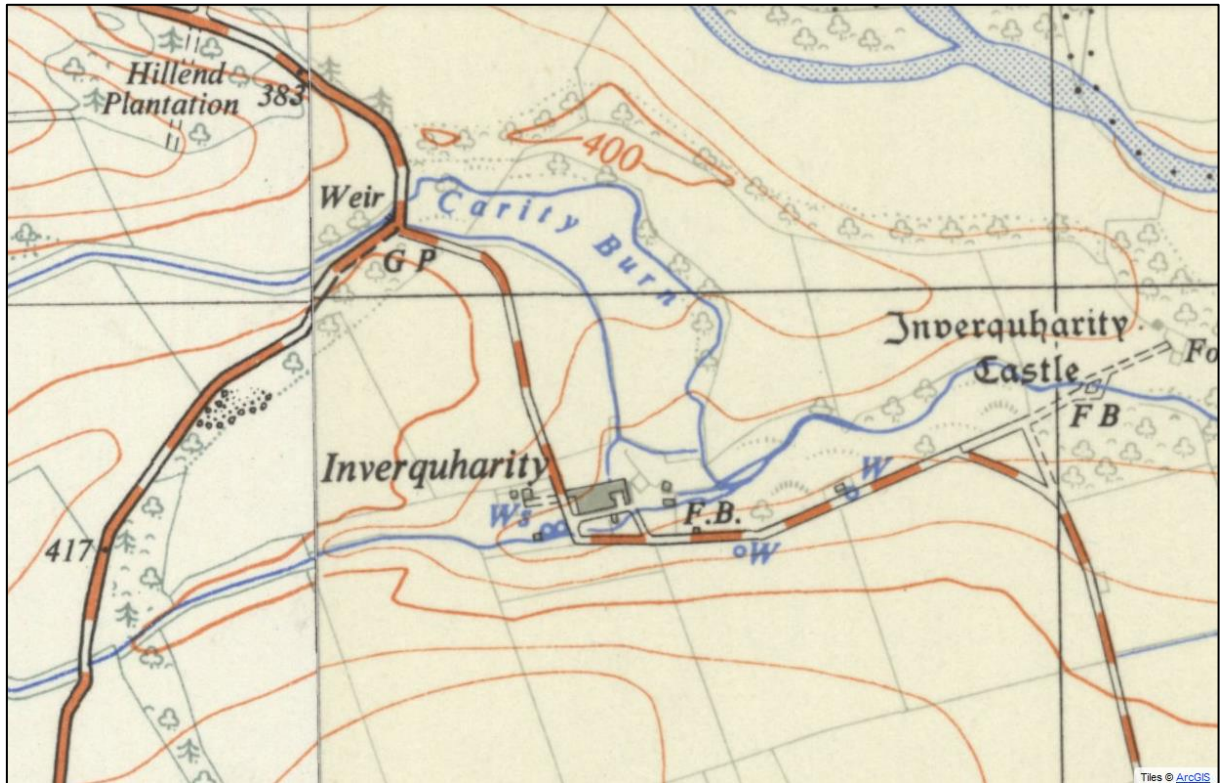 Hillend
Plantation
383
400
Weir
Carity Burn
G P
Inverquharity
Castle
Fo
F B
Inverquharity
W
Ws
F.B.
417
W
Tiles © ArcGIS